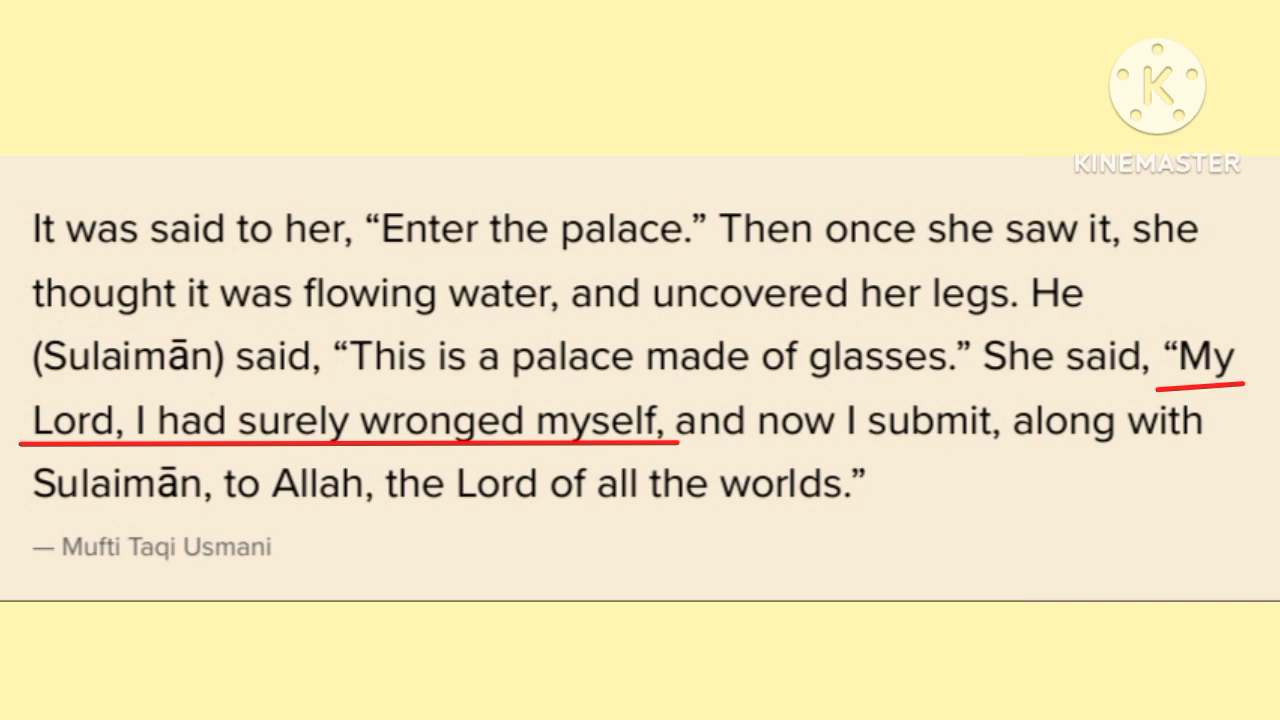 K
KINEMASTER
It was said to her, “Enter the palace.” Then once she saw it, she
thought it was flowing water, and uncovered her legs. He
(Sulaimān) said, “This is a palace made of glasses.” She said, “My
Lord, I had surely wronged myself, and now I submit, along with
Sulaimān, to Allah, the Lord of all the worlds.”
— Mufti Taqi Usmani